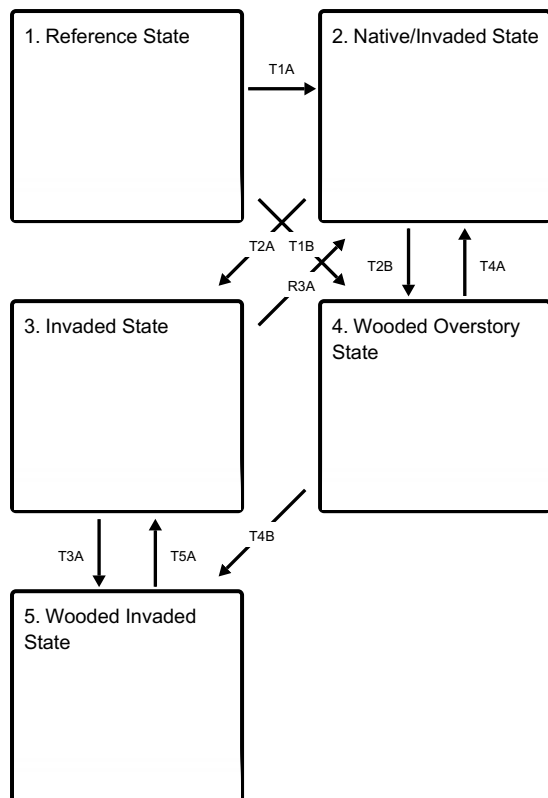 1. Reference State
2. Native/Invaded State
T1A
T2A
T1B
R3A
T2B
T4A
3. Invaded State
4. Wooded Overstory
State
T3A
T5A
T4B
5. Wooded Invaded
State